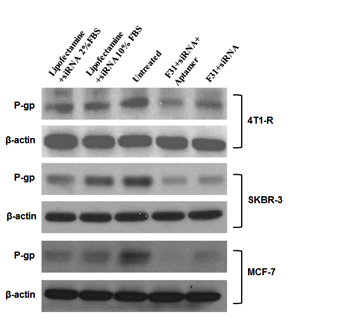 Lipofectamine
+siRNA 2%FBS
Lipofectamine
+siRNA 10% FBS
Untreated
F31+siRNA+
Aptamer
F31+siRNA
P-gp
4T1-R
β-actin
P-gp
SKBR-3
β-actin
P-gp
MCF-7
β-actin